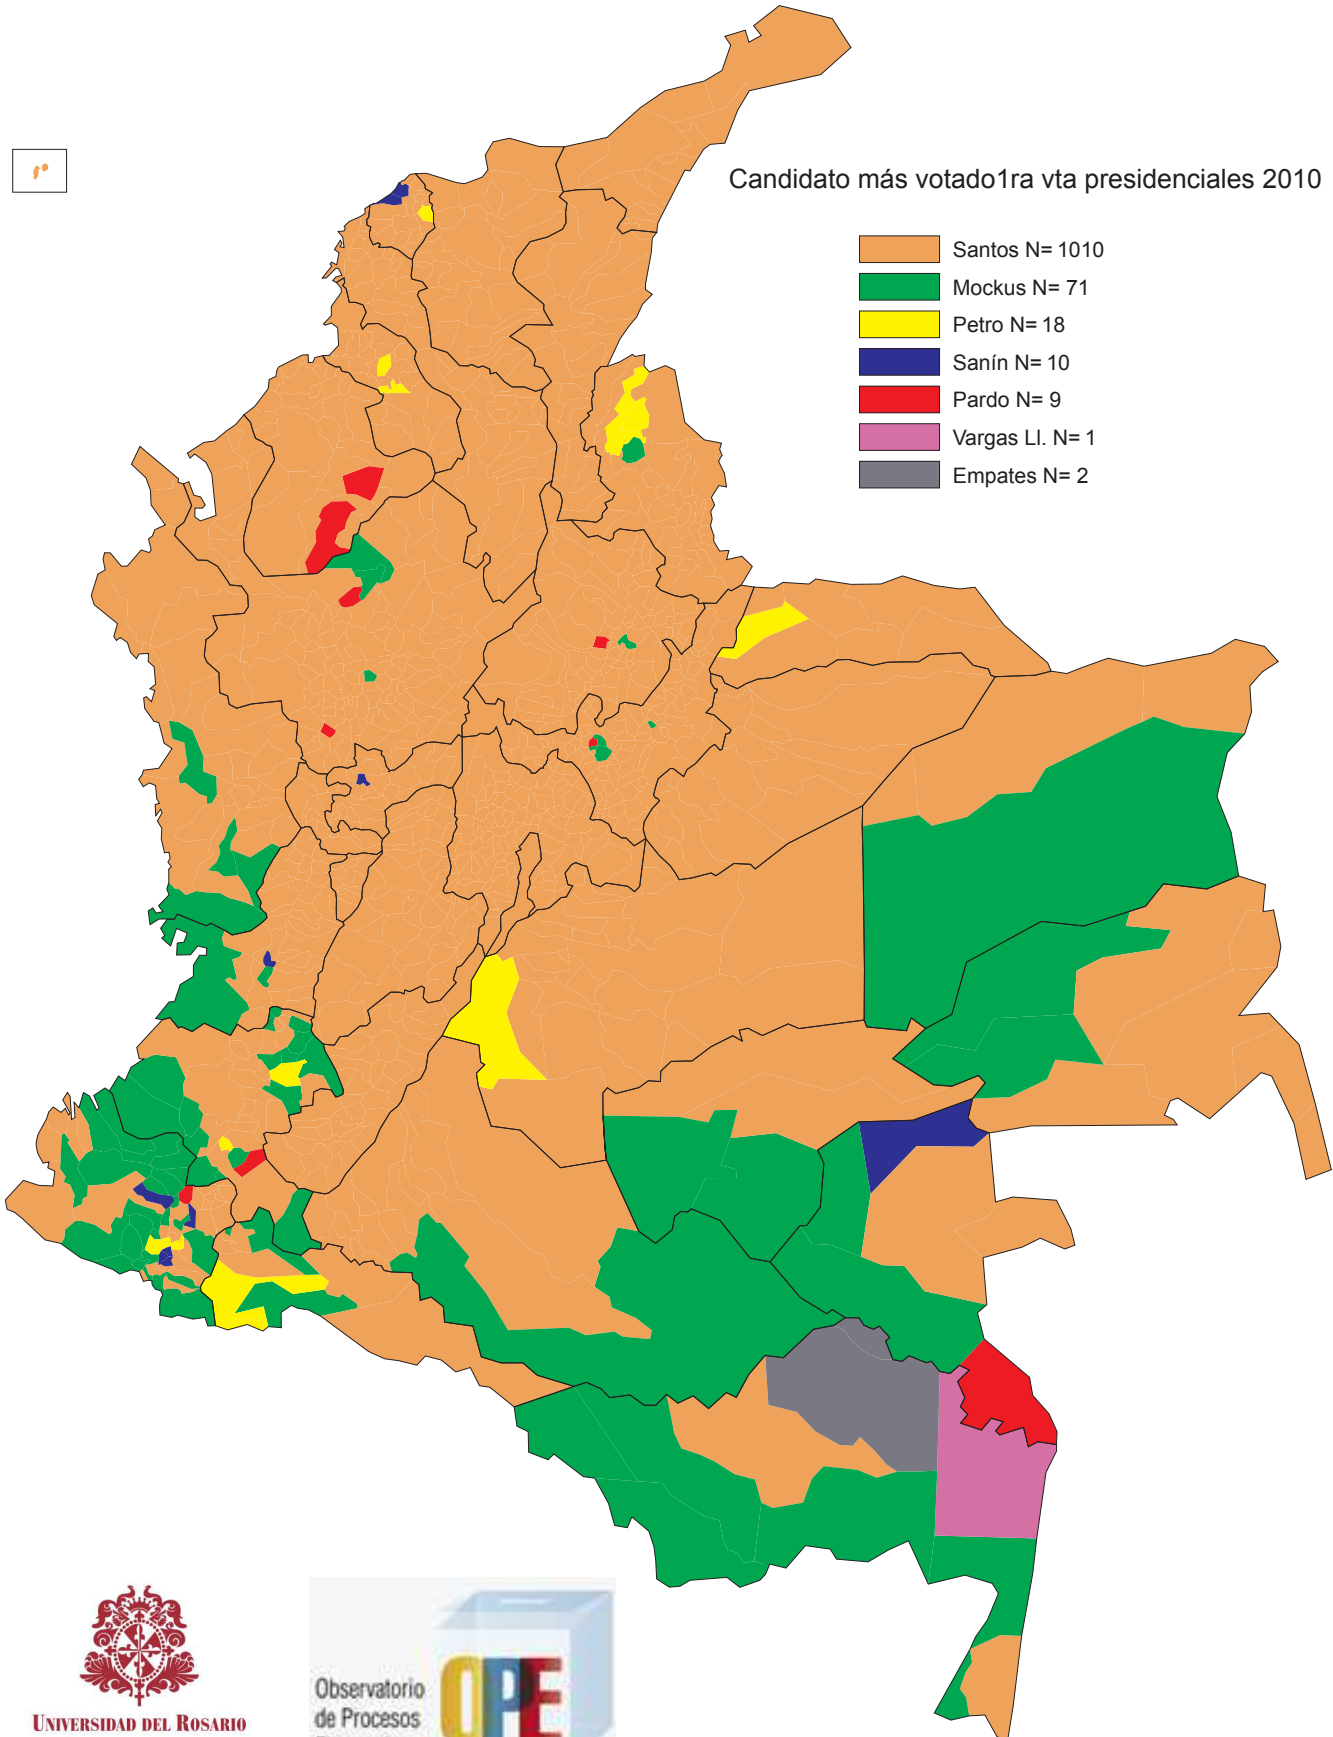 Candidato más votado1ra vta presidenciales 2010
Santos N= 1010
Mockus N= 71
Petro N= 18
Sanín N= 10
Pardo N= 9
Vargas Ll. N= 1
Empates N= 2
UNIVERSIDAD DEL ROSARIO
Observatorio
de Procesos
OPE